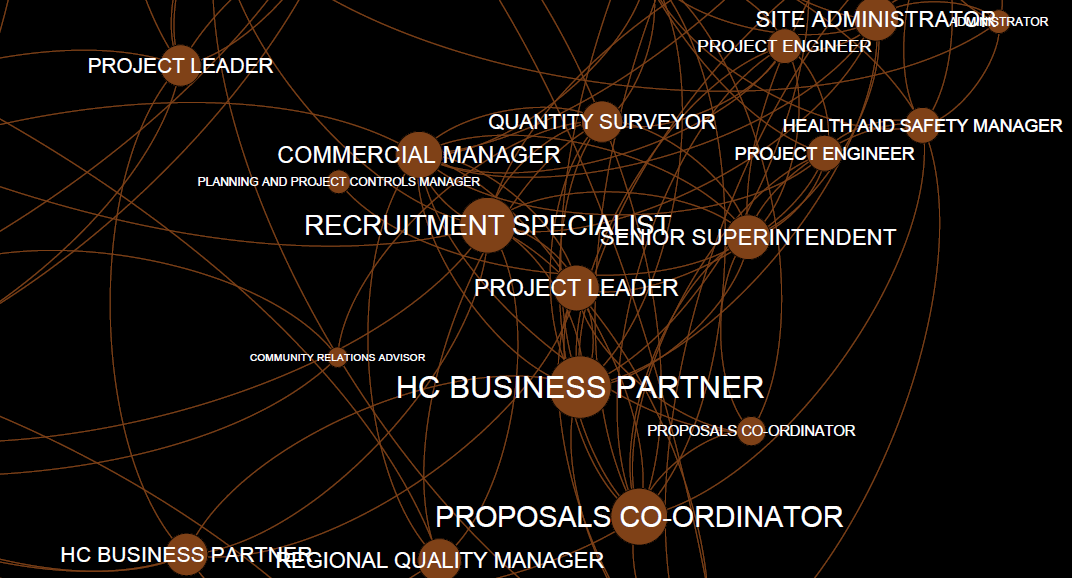 SITE ADMINISTRATOR
ADMINISTRATOR
PROJECT ENGINEER
PROJECT LEADER
QUANTITY SURVEYOR
HEALTH AND SAFETY MANAGER
COMMERCIAL MANAGER
PROJECT ENGINEER
PLANNING AND PROJECT CONTROLS MANAGER
RECRUITMENT SPECIALIST
SENIOR SUPERINTENDENT
PROJECT LEADER
COMMUNITY RELATIONS ADVISOR
HC BUSINESS PARTNER
PROPOSALS CO-ORDINATOR
PROPOSALS CO-ORDINATOR
HC BUSINESS PARTNER
REGIONAL QUALITY MANAGER